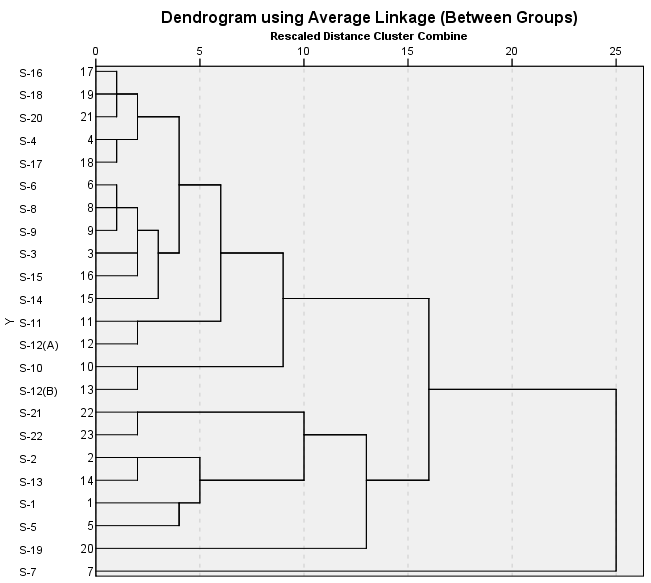 Dendrogram using Average Linkage (Between Groups)
Rescaled Distance Cluster Combine
0 5 10 15 20 25
S-16 17
S-18 19
S-20 21
S-4 4
S-17 18
S-6 6
S-8 8
S-9 9
S-3 3
S-15 16
S-14 15
Y
S-11 11
S-12(A) 12
S-10 10
S-12(B) 13
S-21 22
S-22 23
S-2 2
S-13 14
S-1 1
S-5 5
S-19 20
S-7 7